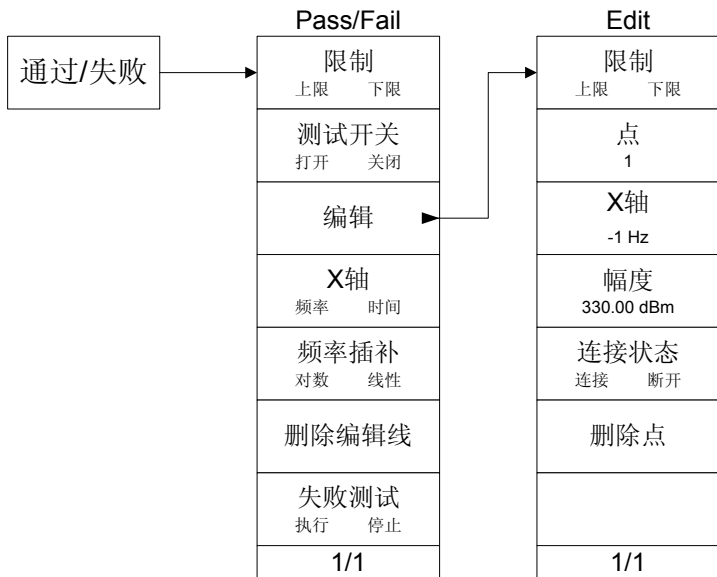 通过/失败
Pass/Fail
限制
上限 下限
测试开关
打开 关闭
编辑
X轴
频率 时间
频率插补
对数 线性
删除编辑线
失败测试
执行 停止
1/1
Edit
限制
上限 下限
点
1
X轴
-1 Hz
幅度
330.00 dBm
连接状态
连接 断开
删除点
1/1